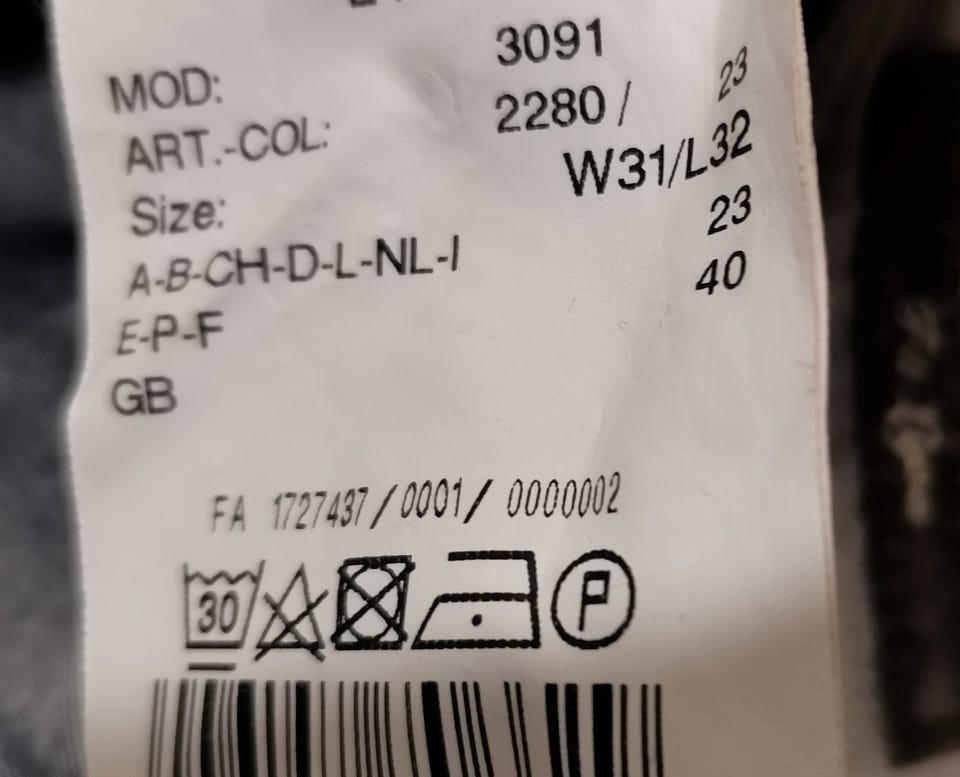 MOD: 3091
ART.-COL: 2280 / 23
Size: W31/L32
A-B-CH-D-L-NL-I 23
E-P-F 40
GB
FA 1727437/0001/ 0000002
30
P